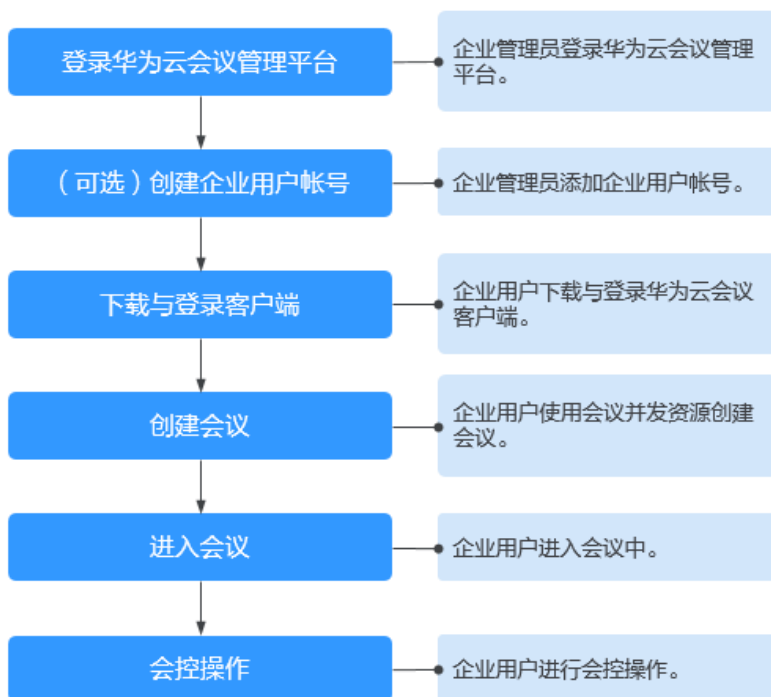 登录华为云会议管理平台
企业管理员登录华为云会议管理
平台。
（可选）创建企业用户帐号
企业管理员添加企业用户帐号。
下载与登录客户端
企业用户下载与登录华为云会议
客户端。
创建会议
企业用户使用会议并发资源创建
会议。
进入会议
企业用户进入会议中。
会控操作
企业用户进行会控操作。